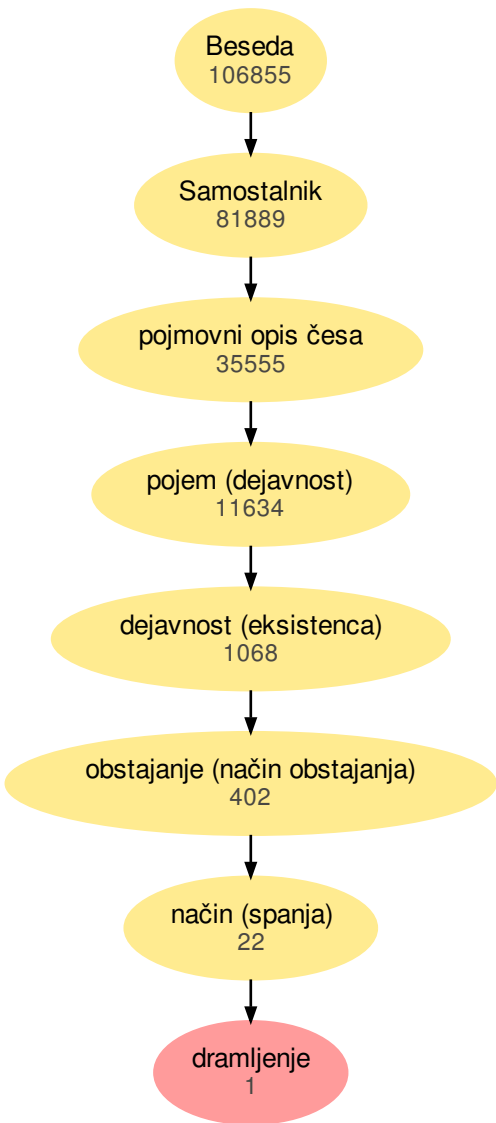 Beseda
106855
Samostalnik
81889
pojmovni opis česa
35555
pojem (dejavnost)
11634
dejavnost (eksistenca)
1068
obstajanje (način obstajanja)
402
način (spanja)
22
dramljenje
1